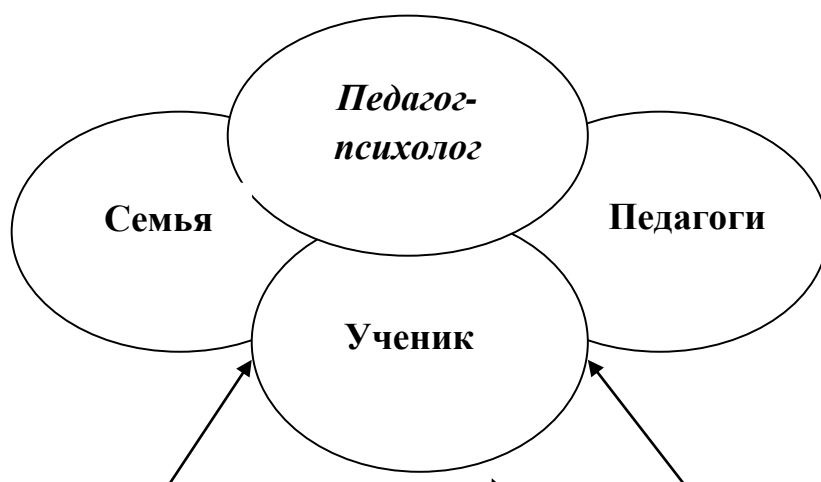 Педагог-
психолог
Семья
Педагоги
Ученик